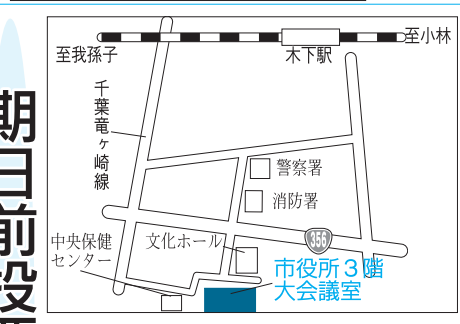 至我孫子
木下駅
至小林
千葉竜ヶ崎線
警察署
消防署
356
中央保健
センター
文化ホール
市役所3階
大会議室
期日前投